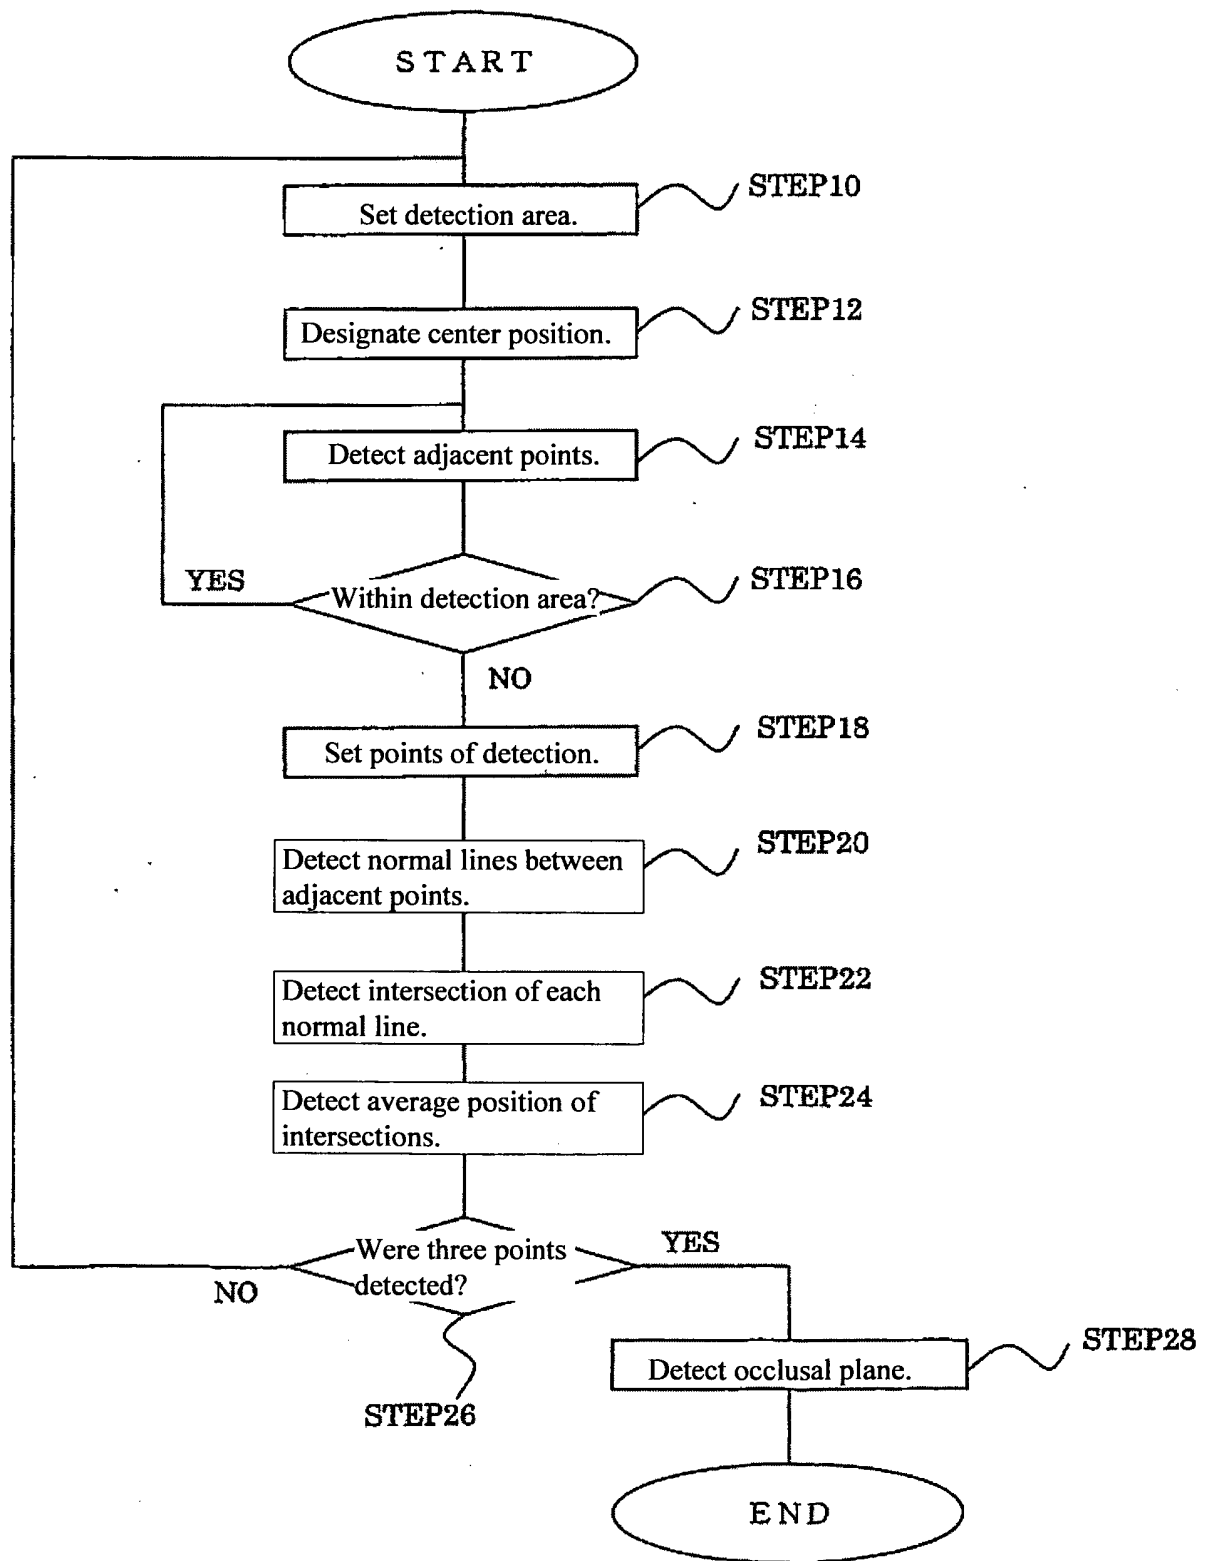 START
STEP10
Set detection area.
STEP12
Designate center position.
STEP14
Detect adjacent points.
YES
STEP16
Within detection area?
NO
STEP18
Set points of detection.
STEP20
Detect normal lines between
adjacent points.
STEP22
Detect intersection of each
normal line.
STEP24
Detect average position of
intersections.
YES
Were three points
detected?
NO
STEP28
Detect occlusal plane.
STEP26
END